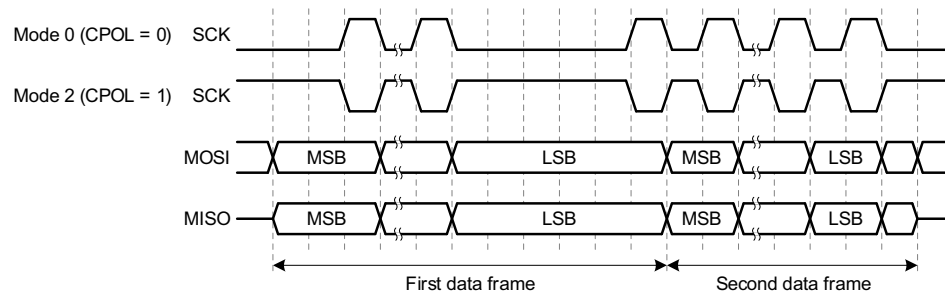 Mode 0 (CPOL = 0) SCK
Mode 2 (CPOL = 1) SCK
MOSI MSB LSB MSB LSB
MISO MSB LSB MSB LSB
First data frame Second data frame